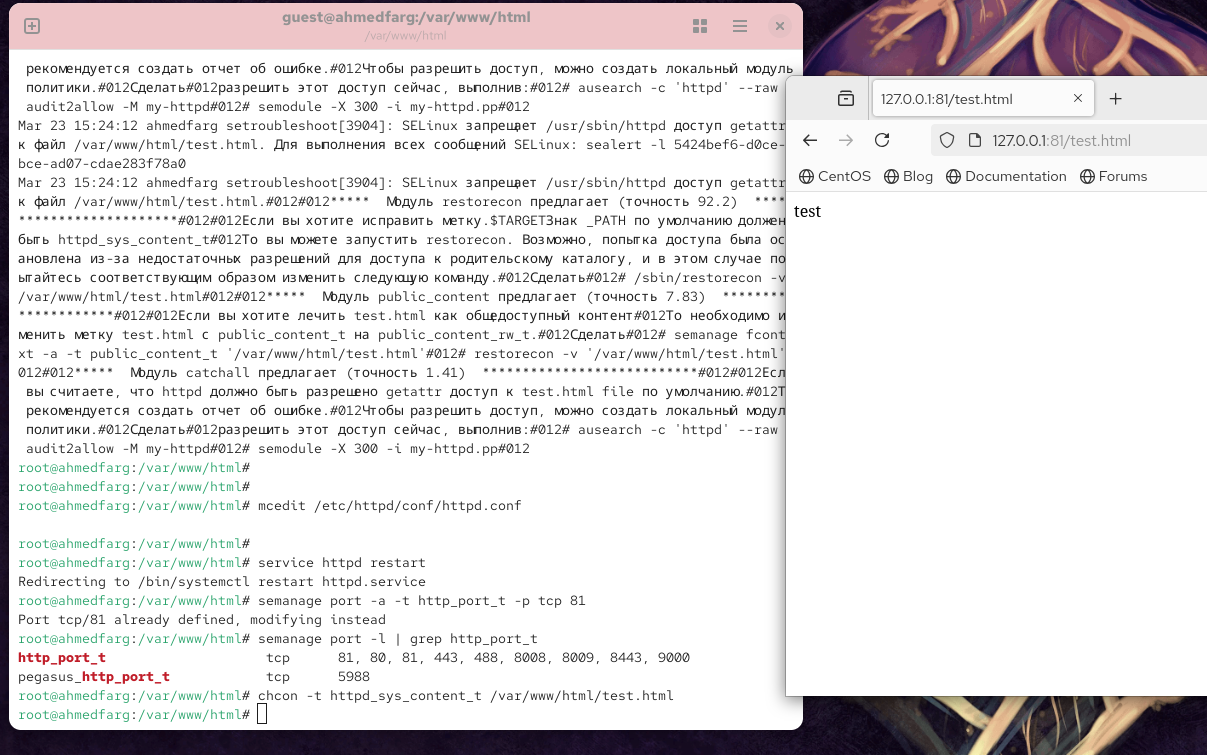 guest@ahmedfarg:/var/www/html
/var/www/html
рекомендуется создать отчет об ошибке.#012Чтобы разрешить доступ, можно создать локальный модуль
политики.#012Сделать#012разрешить этот доступ сейчас, выполнив:#012# ausearch -c 'httpd' --raw
audit2allow -M my-httpd#012# semodule -X 300 -i my-httpd.pp#012
Mar 23 15:24:12 ahmedfarg setroubleshoot[3904]: SELinux запрещает /usr/sbin/httpd доступ getattr
к файл /var/www/html/test.html. Для выполнения всех сообщений SELinux: sealert -l 5424bef6-d0ce-
bce-ad07-cdae283f78a0
Mar 23 15:24:12 ahmedfarg setroubleshoot[3904]: SELinux запрещает /usr/sbin/httpd доступ getattr
к файл /var/www/html/test.html.#012#012***** Модуль restorecon предлагает (точность 92.2) ****
********************#012#012Если вы хотите исправить метку.$TARGETЗнак _PATH по умолчанию должен
быть httpd_sys_content_t#012То вы можете запустить restorecon. Возможно, попытка доступа была ос
ановлена из-за недостаточных разрешений для доступа к родительскому каталогу, и в этом случае по
ытайтесь соответствующим образом изменить следующую команду.#012Сделать#012# /sbin/restorecon -v
/var/www/html/test.html#012#012***** Модуль public_content предлагает (точность 7.83) ********
************#012#012Если вы хотите лечить test.html как общедоступный контент#012То необходимо и
менить метку test.html с public_content_t на public_content_rw_t.#012Сделать#012# semanage fcont
xt -a -t public_content_t '/var/www/html/test.html'#012# restorecon -v '/var/www/html/test.html'
012#012***** Модуль catchall предлагает (точность 1.41) ***************************#012#012Есл
вы считаете, что httpd должно быть разрешено getattr доступ к test.html file по умолчанию.#012Т
рекомендуется создать отчет об ошибке.#012Чтобы разрешить доступ, можно создать локальный модул
политики.#012Сделать#012разрешить этот доступ сейчас, выполнив:#012# ausearch -c 'httpd' --raw
audit2allow -M my-httpd#012# semodule -X 300 -i my-httpd.pp#012
root@ahmedfarg:/var/www/html#
root@ahmedfarg:/var/www/html#
root@ahmedfarg:/var/www/html# mcedit /etc/httpd/conf/httpd.conf
root@ahmedfarg:/var/www/html#
root@ahmedfarg:/var/www/html# service httpd restart
Redirecting to /bin/systemctl restart httpd.service
root@ahmedfarg:/var/www/html# semanage port -a -t http_port_t -p tcp 81
Port tcp/81 already defined, modifying instead
root@ahmedfarg:/var/www/html# semanage port -l | grep http_port_t
http_port_t tcp 81, 80, 81, 443, 488, 8008, 8009, 8443, 9000
pegasus_http_port_t tcp 5988
root@ahmedfarg:/var/www/html# chcon -t httpd_sys_content_t /var/www/html/test.html
root@ahmedfarg:/var/www/html#
127.0.0.1:81/test.html
127.0.0.1:81/test.html
CentOS Blog Documentation Forums
test